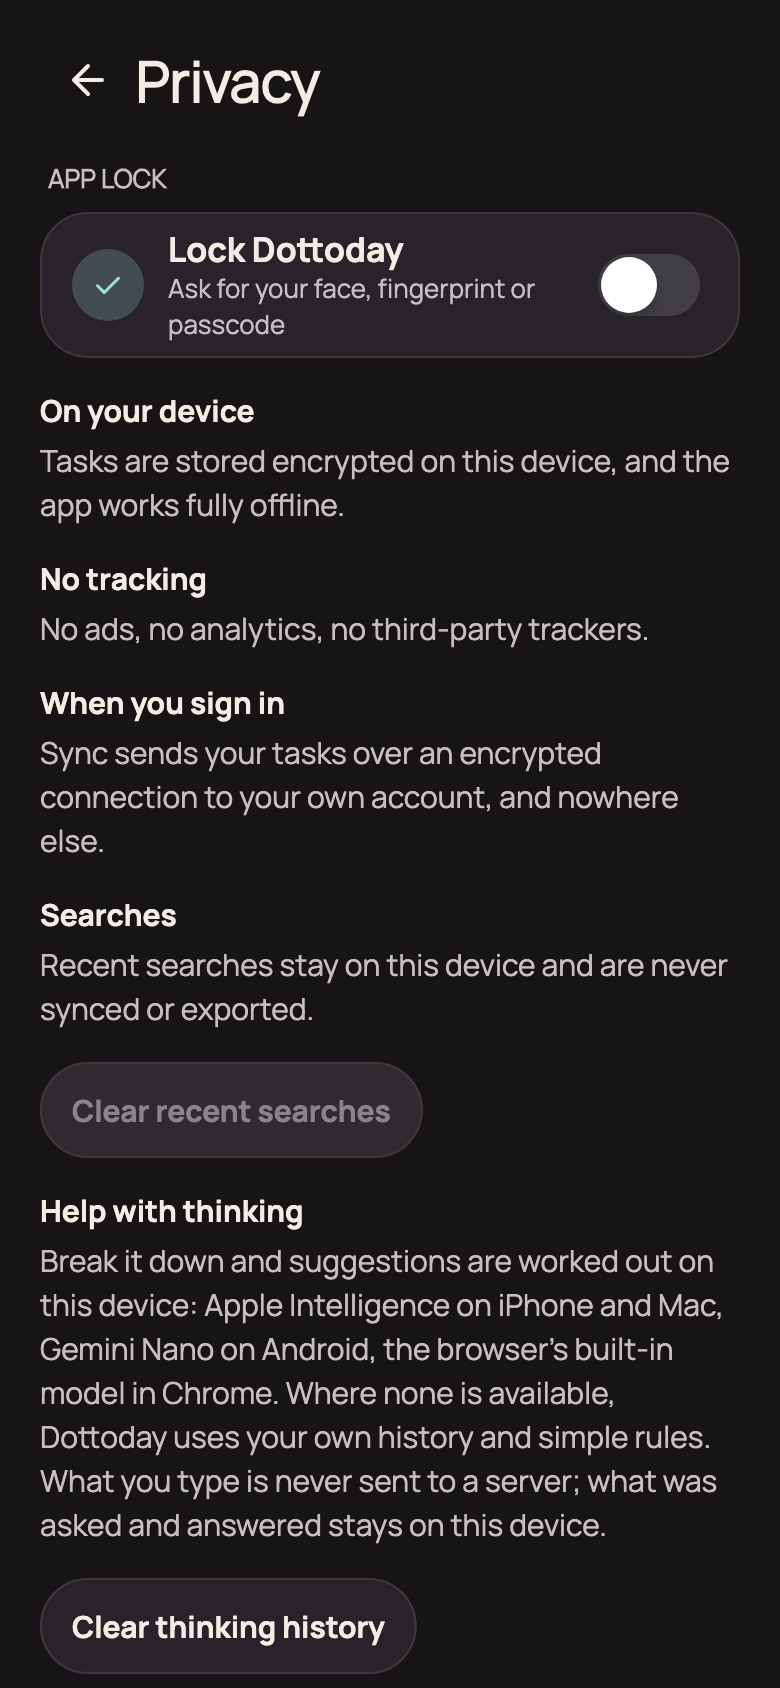 Privacy
APP LOCK
Lock Dottoday
Ask for your face, fingerprint or
passcode
On your device
Tasks are stored encrypted on this device, and the
app works fully offline.
No tracking
No ads, no analytics, no third-party trackers.
When you sign in
Sync sends your tasks over an encrypted
connection to your own account, and nowhere
else.
Searches
Recent searches stay on this device and are never
synced or exported.
Clear recent searches
Help with thinking
Break it down and suggestions are worked out on
this device: Apple Intelligence on iPhone and Mac,
Gemini Nano on Android, the browser’s built-in
model in Chrome. Where none is available,
Dottoday uses your own history and simple rules.
What you type is never sent to a server; what was
asked and answered stays on this device.
Clear thinking history